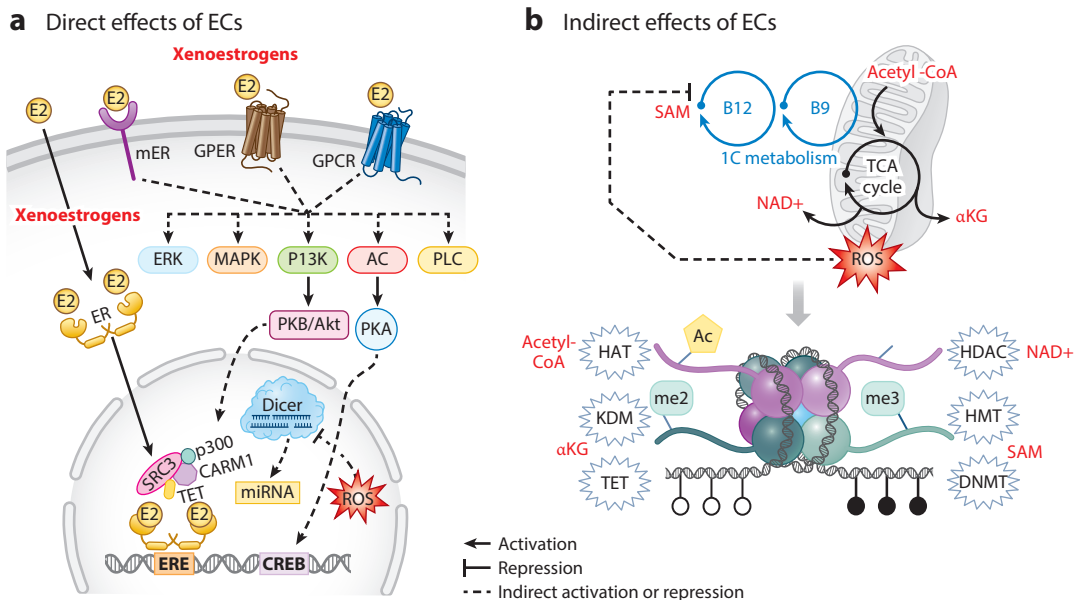 a Direct effects of ECs
Xenoestrogens
E2
E2
E2
E2
mER
GPER
GPCR
Xenoestrogens
ERK
MAPK
P13K
AC
PLC
E2
E2
ER
PKB/Akt
PKA
Dicer
p300
SRC3
CARM1
TET
miRNA
ROS
E2
E2
ERE
CREB
b Indirect effects of ECs
Acetyl -CoA
SAM
B12
B9
1C metabolism
TCA
cycle
NAD+
αKG
ROS
Acetyl-
CoA
HAT
Ac
HDAC
NAD+
me2
me3
KDM
HMT
αKG
SAM
TET
DNMT
Activation
Repression
Indirect activation or repression